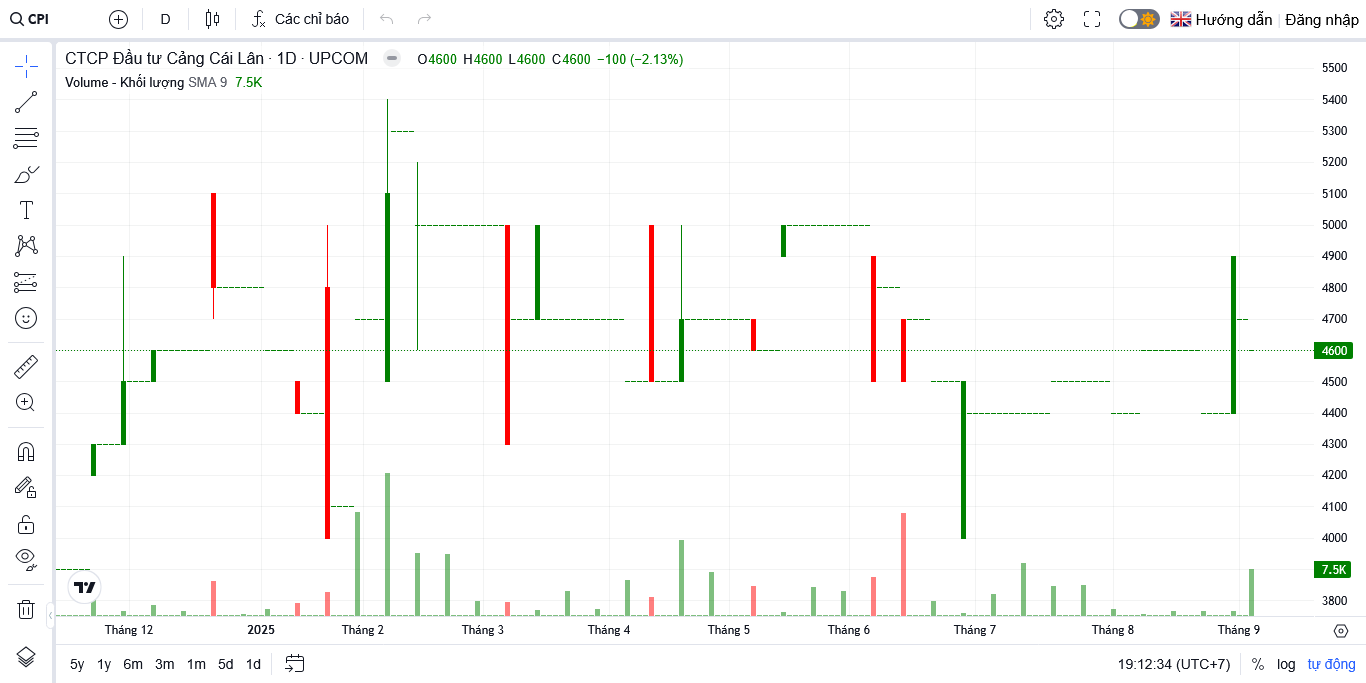 CPI D Các chỉ báo Hướng dẫn Đăng nhập
CTCP Đầu tư Cảng Cái Lân · 1D · UPCOM O4600 H4600 L4600 C4600 −100 (−2.13%)
Volume - Khối lượng SMA 9 7.5K
5500
5400
5300
5200
5100
5000
4900
4800
4700
4600
4500
4400
4300
4200
4100
4000
7.5K
3800
Tháng 12 2025 Tháng 2 Tháng 3 Tháng 4 Tháng 5 Tháng 6 Tháng 7 Tháng 8 Tháng 9
5y 1y 6m 3m 1m 5d 1d 19:12:34 (UTC+7) % log tự động